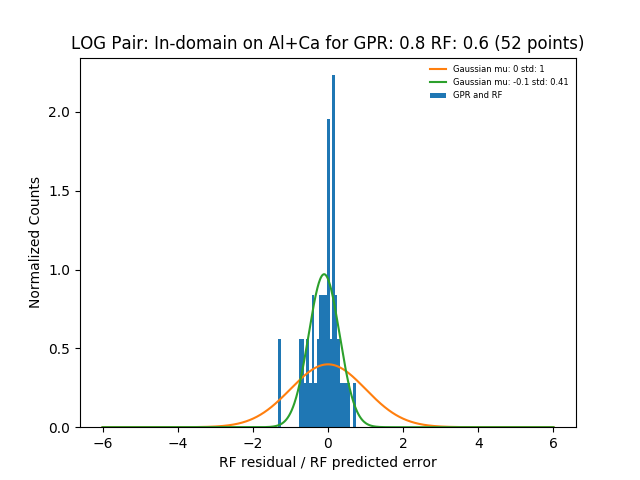 LOG Pair: In-domain on Al+Ca for GPR: 0.8 RF: 0.6 (52 points)
Gaussian mu: 0 std: 1
Gaussian mu: -0.1 std: 0.41
GPR and RF
Normalized Counts
2.0
1.5
1.0
0.5
0.0
−6
−4
−2
0
2
4
6
RF residual / RF predicted error